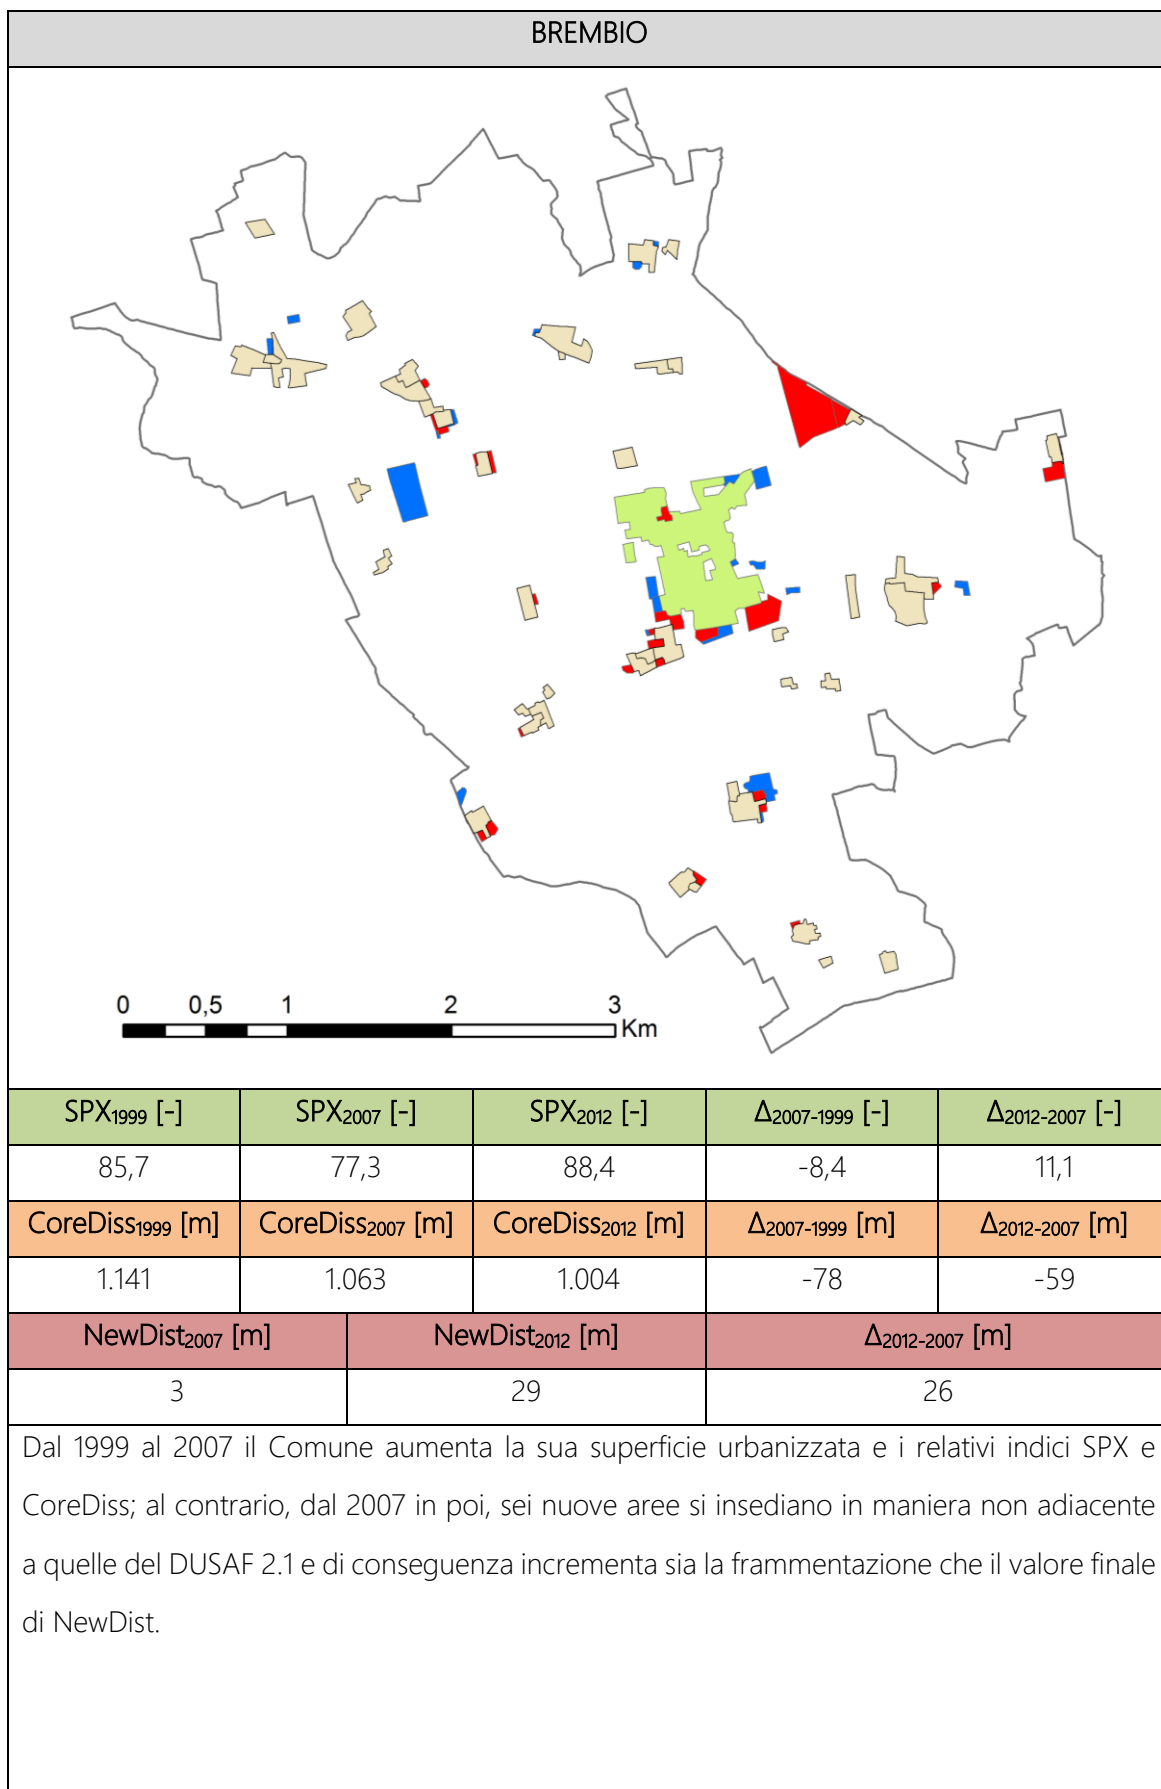 BREMBIO
0 0,5 1 2 3
Km
SPX1999 [-] SPX2007 [-] SPX2012 [-] Δ2007-1999 [-] Δ2012-2007 [-]
85,7 77,3 88,4 -8,4 11,1
CoreDiss1999 [m] CoreDiss2007 [m] CoreDiss2012 [m] Δ2007-1999 [m] Δ2012-2007 [m]
1.141 1.063 1.004 -78 -59
NewDist2007 [m] NewDist2012 [m] Δ2012-2007 [m]
3 29 26
Dal 1999 al 2007 il Comune aumenta la sua superficie urbanizzata e i relativi indici SPX e
CoreDiss; al contrario, dal 2007 in poi, sei nuove aree si insediano in maniera non adiacente
a quelle del DUSAF 2.1 e di conseguenza incrementa sia la frammentazione che il valore finale
di NewDist.